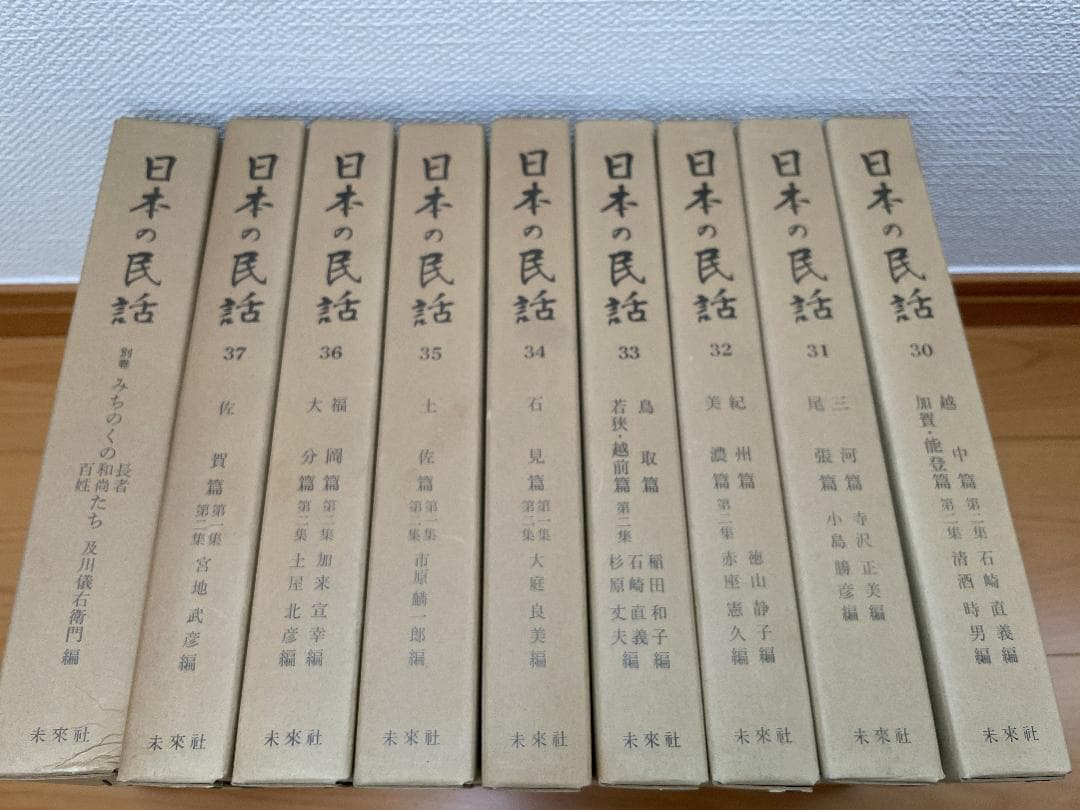 日本の民話
別巻
みちのくの長者和尚百姓たち
及川儀右衛門編
未來社
日本の民話
37
佐賀篇 第一集 第二集
宮地武彦編
未來社
日本の民話
36
福岡篇 第二集 加来宣幸編
大分篇 第二集 土屋北彦編
未來社
日本の民話
35
土佐篇 第一集 第二集
市原麟一郎編
未來社
日本の民話
34
石見篇 第一集 第二集
大庭良美編
未來社
日本の民話
33
鳥取篇 稲田和子編
若狭・越前篇 第二集 石崎直義 杉原丈夫編
未來社
日本の民話
32
紀州篇 徳山静子編
美濃篇 第二集 赤座憲久編
未來社
日本の民話
31
三河篇 寺沢正美編
尾張篇 小島勝彦編
未來社
日本の民話
30
越中篇 第二集 石崎直義編
加賀・能登篇 第二集 清酒時男編
未來社